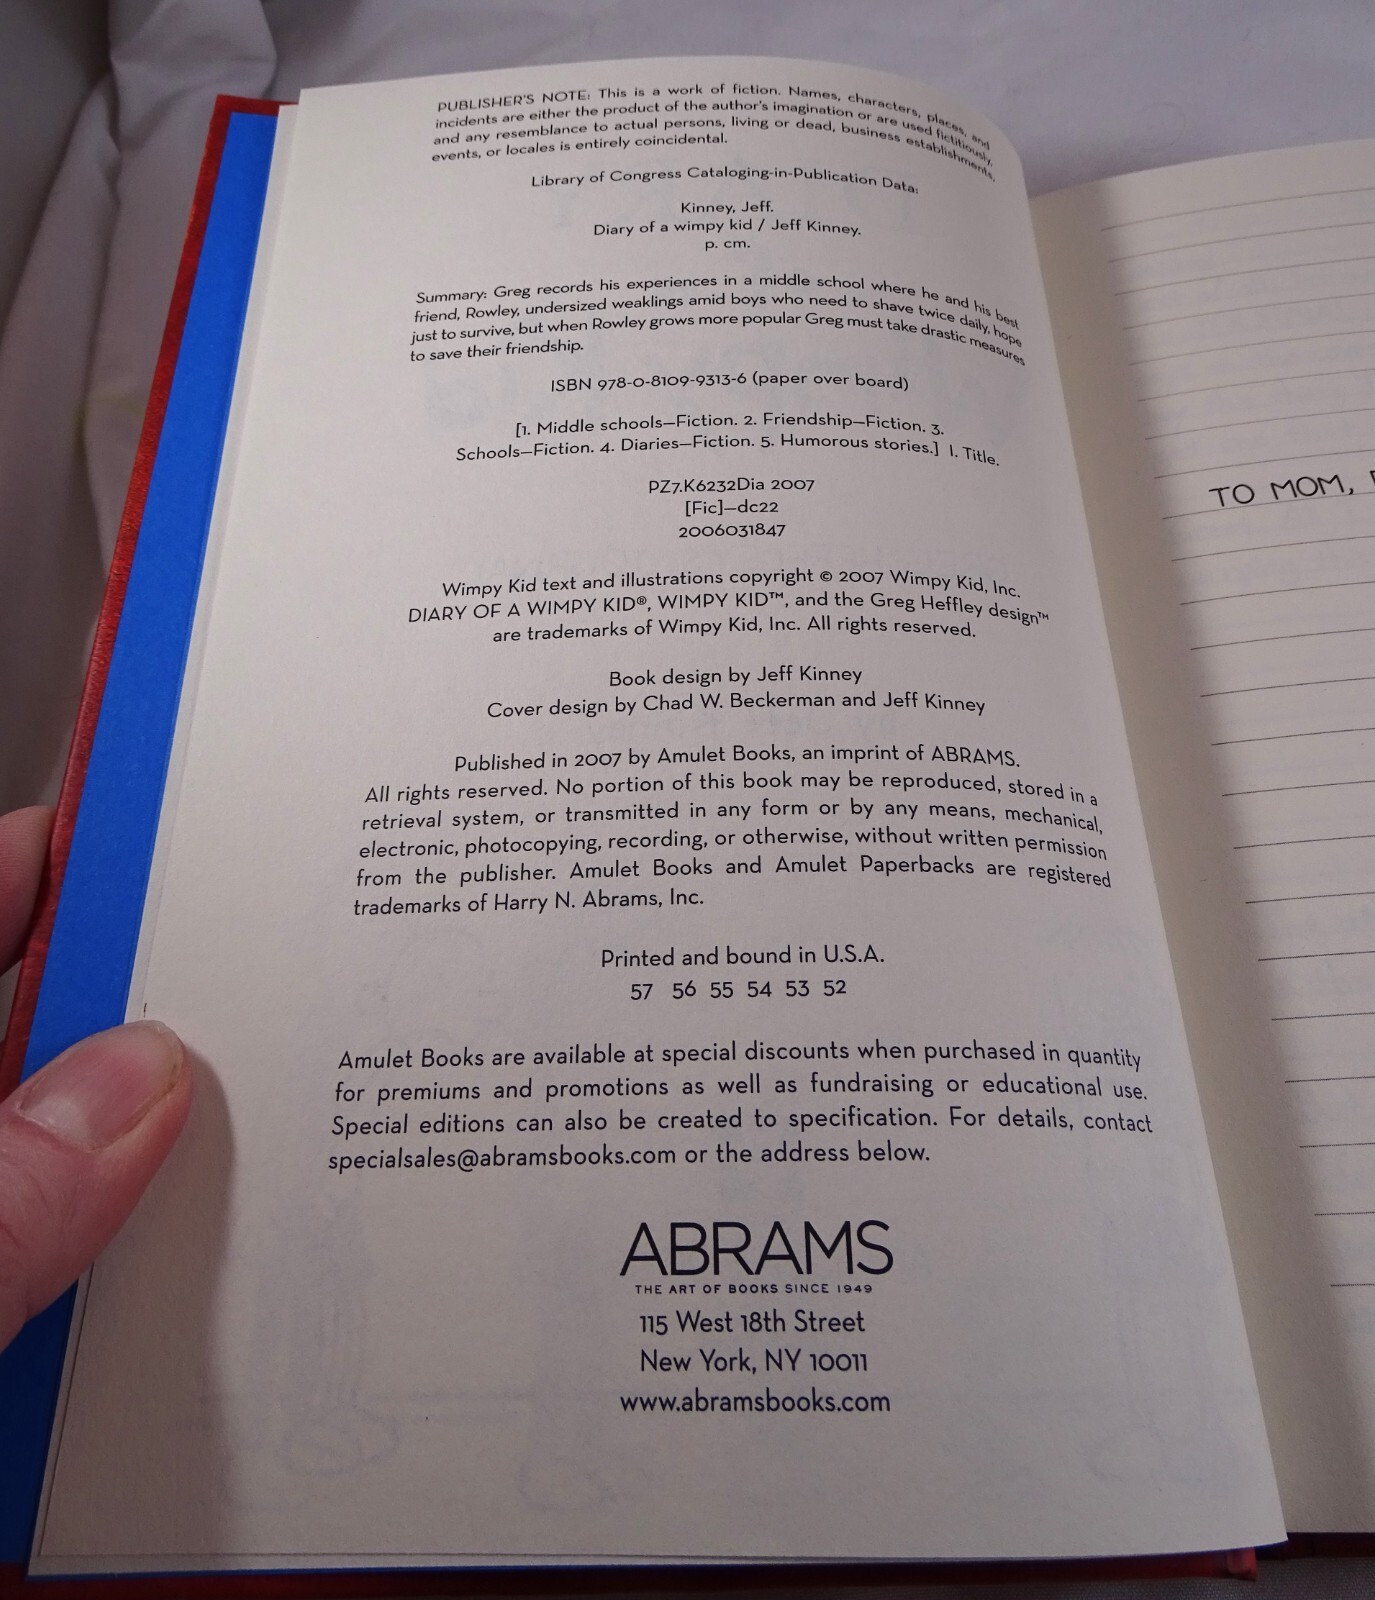 PUBLISHER'S NOTE: This is a work of fiction. Names, characters, places, and
incidents are either the product of the author's imagination or are used fictitiously,
and any resemblance to actual persons, living or dead, business establishments,
events, or locales is entirely coincidental.
Library of Congress Cataloging-in-Publication Data:
Kinney, Jeff.
Diary of a wimpy kid / Jeff Kinney.
p. cm.
Summary: Greg records his experiences in a middle school where he and his best
friend, Rowley, undersized weaklings amid boys who need to shave twice daily, hope
just to survive, but when Rowley grows more popular Greg must take drastic measures
to save their friendship.
ISBN 978-0-8109-9313-6 (paper over board)
[1. Middle schools—Fiction. 2. Friendship—Fiction. 3.
Schools—Fiction. 4. Diaries—Fiction. 5. Humorous stories.] I. Title.
PZ7.K6232Dia 2007
[Fic]—dc22
2006031847
Wimpy Kid text and illustrations copyright © 2007 Wimpy Kid, Inc.
DIARY OF A WIMPY KID®, WIMPY KID™, and the Greg Heffley design™
are trademarks of Wimpy Kid, Inc. All rights reserved.
Book design by Jeff Kinney
Cover design by Chad W. Beckerman and Jeff Kinney
Published in 2007 by Amulet Books, an imprint of ABRAMS.
All rights reserved. No portion of this book may be reproduced, stored in a
retrieval system, or transmitted in any form or by any means, mechanical,
electronic, photocopying, recording, or otherwise, without written permission
from the publisher. Amulet Books and Amulet Paperbacks are registered
trademarks of Harry N. Abrams, Inc.
Printed and bound in U.S.A.
57 56 55 54 53 52
Amulet Books are available at special discounts when purchased in quantity
for premiums and promotions as well as fundraising or educational use.
Special editions can also be created to specification. For details, contact
specialsales@abramsbooks.com or the address below.
ABRAMS
THE ART OF BOOKS SINCE 1949
115 West 18th Street
New York, NY 10011
www.abramsbooks.com
TO MOM,